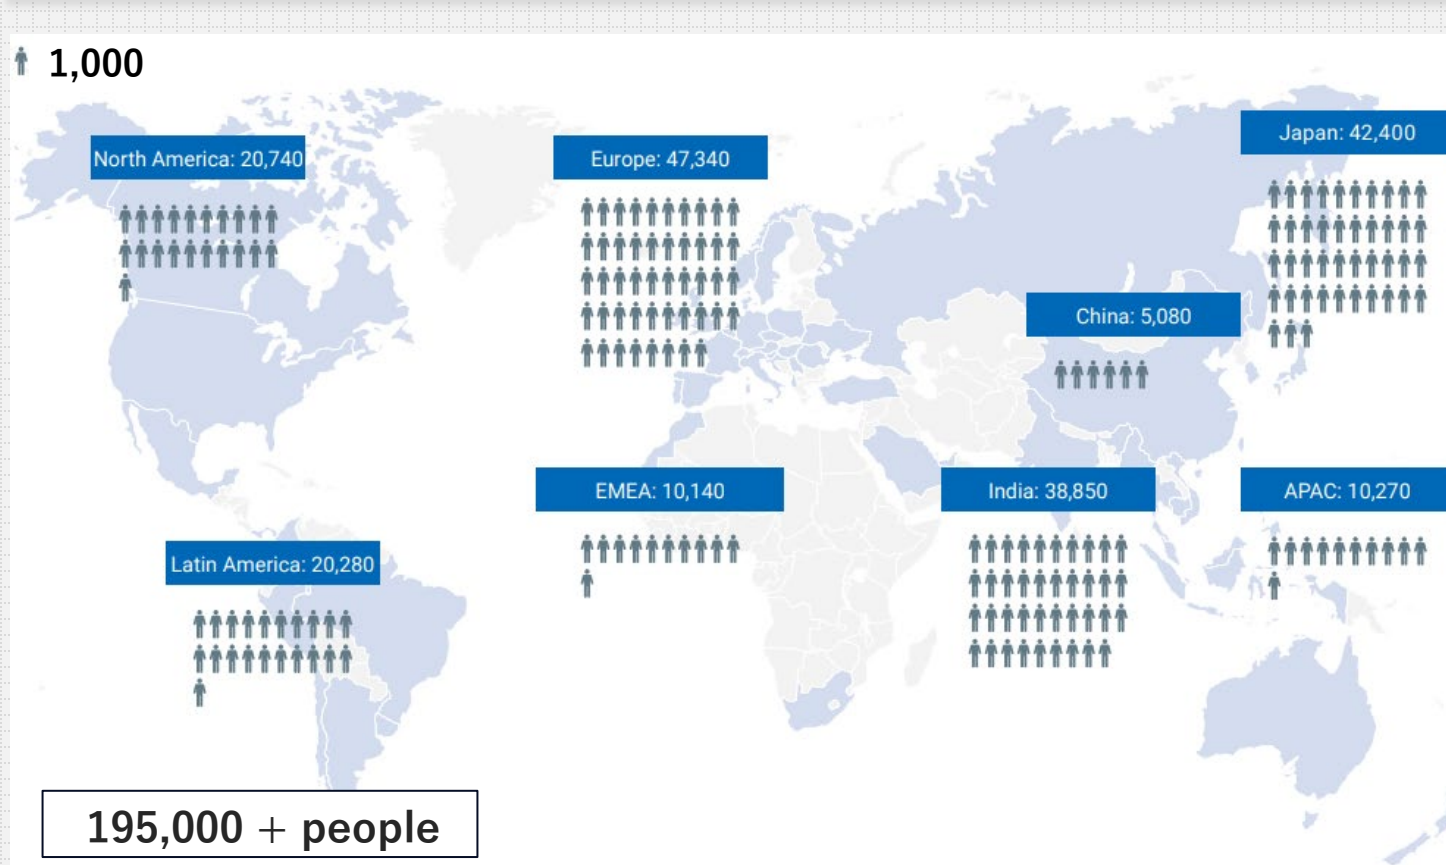 1,000
North America: 20,740
Europe: 47,340
Japan: 42,400
China: 5,080
EMEA: 10,140
India: 38,850
APAC: 10,270
Latin America: 20,280
195,000 + people